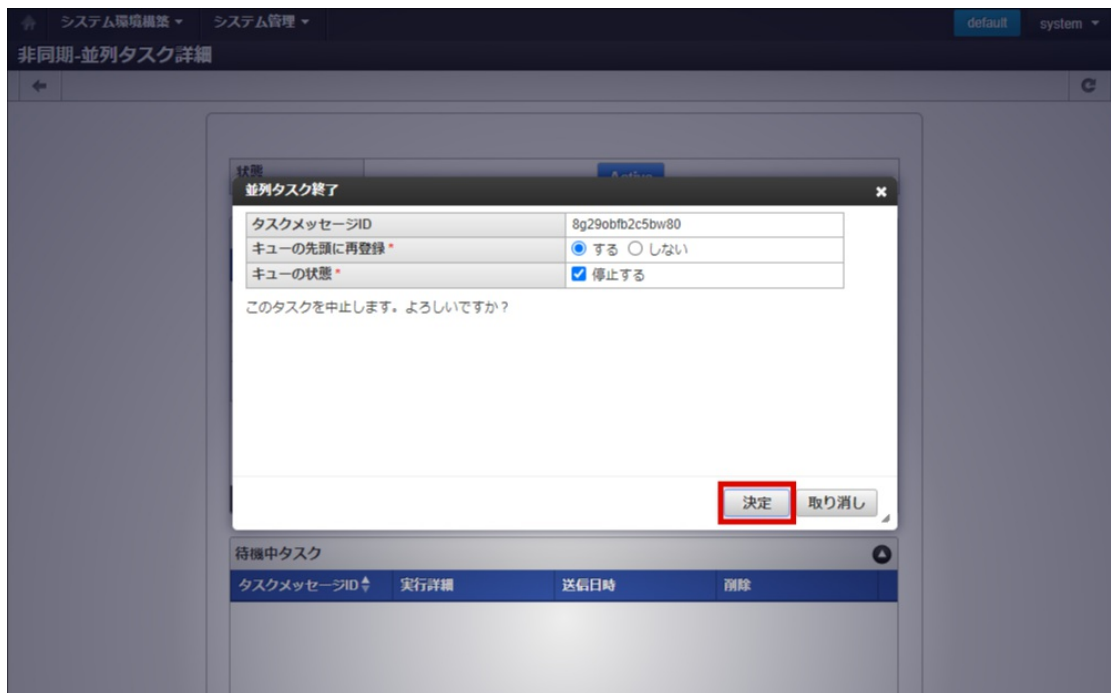 システム環境構築 システム管理 default system
非同期-並列タスク詳細
状態 Active
並列タスク終了
タスクメッセージID 8g29obfb2c5bw80
キューの先頭に再登録* する しない
キューの状態* 停止する
このタスクを中止します。よろしいですか?
決定 取り消し
待機中タスク
タスクメッセージID 実行詳細 送信日時 削除